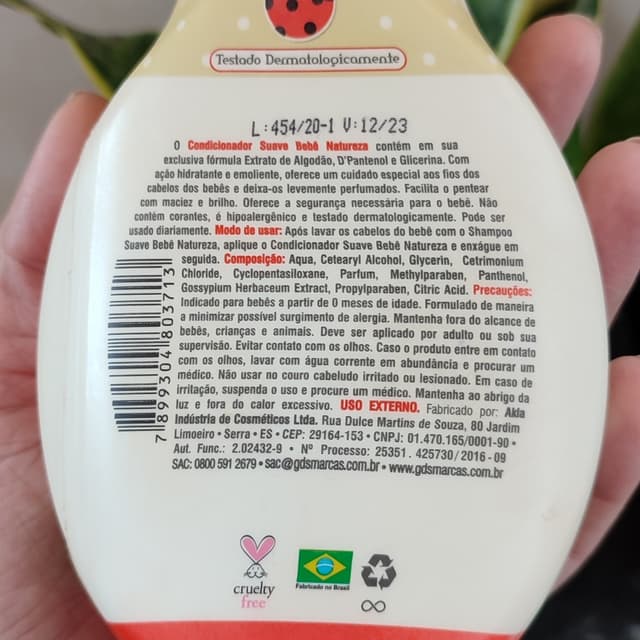 Testado Dermatologicamente
L:454/20-1 V:12/23
O Condicionador Suave Bebê Natureza contém em sua
exclusiva fórmula Extrato de Algodão, D'Pantenol e Glicerina. Com
ação hidratante e emoliente, oferece um cuidado especial aos fios dos
cabelos dos bebês e deixa-os levemente perfumados. Facilita o pentear
com maciez e brilho. Oferece a segurança necessária para o bebê. Não
contém corantes, é hipoalergênico e testado dermatologicamente. Pode ser
usado diariamente. Modo de usar: Após lavar os cabelos do bebê com o Shampoo
Suave Bebê Natureza, aplique o Condicionador Suave Bebê Natureza e enxágue em
seguida. Composição: Aqua, Cetearyl Alcohol, Glycerin, Cetrimonium
Chloride, Cyclopentasiloxane, Parfum, Methylparaben, Panthenol,
Gossypium Herbaceum Extract, Propylparaben, Citric Acid. Precauções:
Indicado para bebês a partir de 0 meses de idade. Formulado de maneira
a minimizar possível surgimento de alergia. Mantenha fora do alcance de
bebês, crianças e animais. Deve ser aplicado por adulto ou sob sua
supervisão. Evitar contato com os olhos. Caso o produto entre em contato
com os olhos, lavar com água corrente em abundância e procurar um
médico. Não usar no couro cabeludo irritado ou lesionado. Em caso de
irritação, suspenda o uso e procure um médico. Mantenha ao abrigo da
luz e fora do calor excessivo. USO EXTERNO. Fabricado por: Akla
Indústria de Cosméticos Ltda. Rua Dulce Martins de Souza, 80 Jardim
Limoeiro • Serra • ES • CEP: 29164-153 • CNPJ: 01.470.165/0001-90 •
Aut. Func.: 2.02432-9 • Nº Processo: 25351. 425730/2016-09
SAC: 0800 591 2679 • sac@gdsmarcas.com.br • www.gdsmarcas.com.br
7 899304 803713
cruelty
free
Fabricado no Brasil